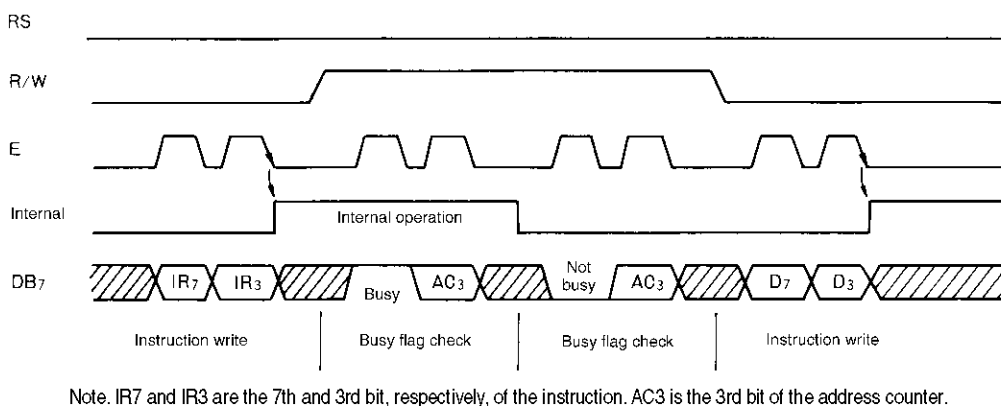 RS
R/W
E
Internal
Internal operation
DB7
IR7 IR3 Busy AC3 Not busy AC3 D7 D3
Instruction write Busy flag check Busy flag check Instruction write
Note. IR7 and IR3 are the 7th and 3rd bit, respectively, of the instruction. AC3 is the 3rd bit of the address counter.